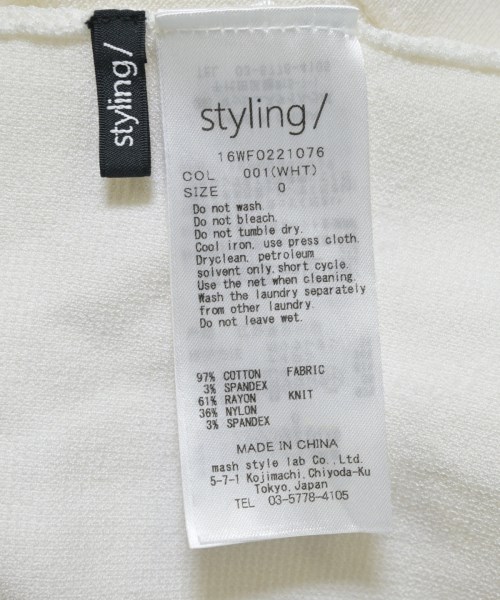 styling/
styling/
16WF0221076
COL 001(WHT)
SIZE 0
Do not wash.
Do not bleach.
Do not tumble dry.
Cool iron, use press cloth.
Dryclean, petroleum
solvent only,short cycle.
Use the net when cleaning.
Wash the laundry separately
from other laundry.
Do not leave wet.
97% COTTON FABRIC
3% SPANDEX
61% RAYON KNIT
36% NYLON
3% SPANDEX
MADE IN CHINA
mash style lab Co.,Ltd.
5-7-1 Kojimachi,Chiyoda-Ku
Tokyo,Japan
TEL 03-5778-4105